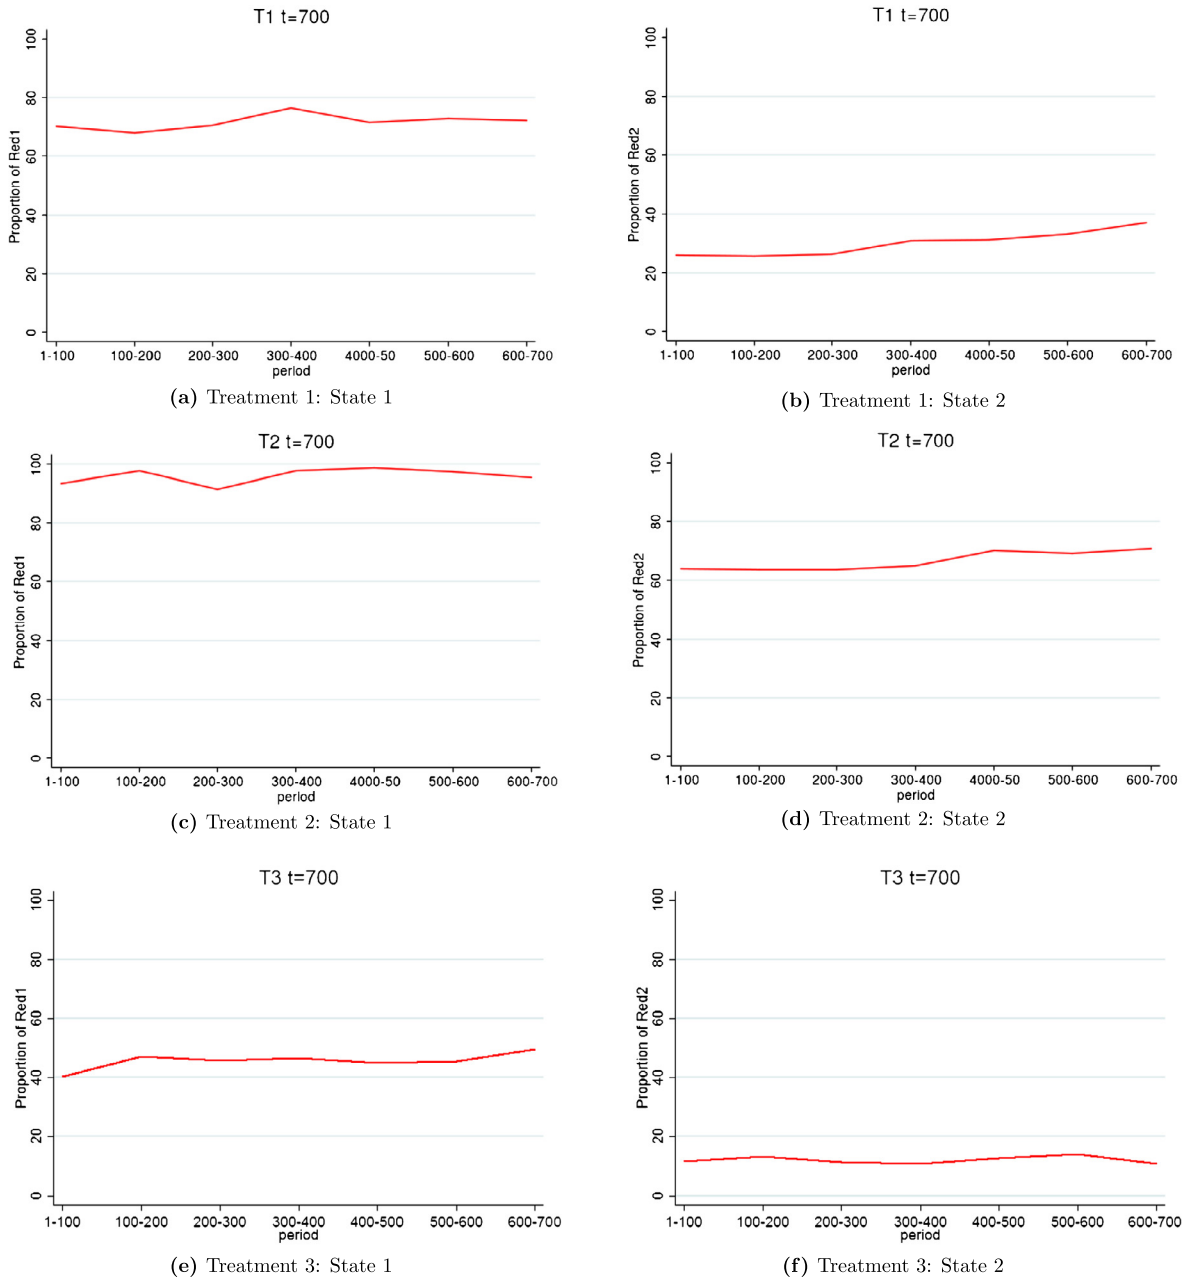 T1 t=700
Proportion of Red1
100
80
60
40
20
0
1-100 100-200 200-300 300-400 4000-50 500-600 600-700
period
(a) Treatment 1: State 1
T1 t=700
Proportion of Red2
100
80
60
40
20
0
1-100 100-200 200-300 300-400 4000-50 500-600 600-700
period
(b) Treatment 1: State 2
T2 t=700
Proportion of Red1
100
80
60
40
20
0
1-100 100-200 200-300 300-400 4000-50 500-600 600-700
period
(c) Treatment 2: State 1
T2 t=700
Proportion of Red2
100
80
60
40
20
0
1-100 100-200 200-300 300-400 4000-50 500-600 600-700
period
(d) Treatment 2: State 2
T3 t=700
Proportion of Red1
100
80
60
40
20
0
1-100 100-200 200-300 300-400 400-500 500-600 600-700
period
(e) Treatment 3: State 1
T3 t=700
Proportion of Red2
100
80
60
40
20
0
1-100 100-200 200-300 300-400 400-500 500-600 600-700
period
(f) Treatment 3: State 2